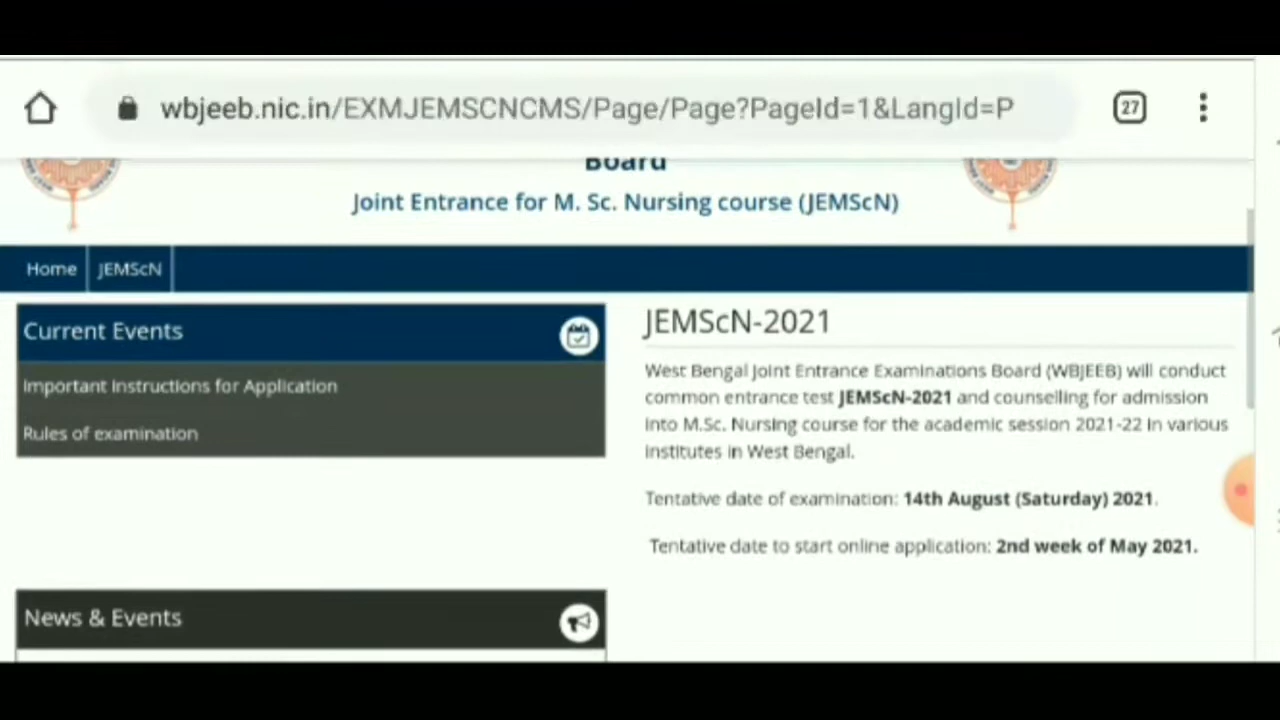 wbjeeb.nic.in/EXMJEMSCNCMS/Page/Page?PageId=1&LangId=P
27
Board
Joint Entrance for M. Sc. Nursing course (JEMScN)
Home JEMScN
Current Events
Important Instructions for Application
Rules of examination
News & Events
JEMScN-2021
West Bengal Joint Entrance Examinations Board (WBJEEB) will conduct
common entrance test JEMScN-2021 and counselling for admission
into M.Sc. Nursing course for the academic session 2021-22 in various
institutes in West Bengal.
Tentative date of examination: 14th August (Saturday) 2021.
Tentative date to start online application: 2nd week of May 2021.